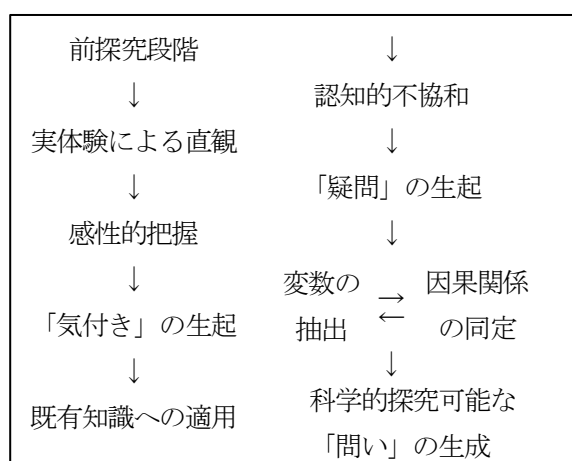 前探究段階
↓
実体験による直観
↓
感性的把握
↓
「気付き」の生起
↓
既有知識への適用
↓
認知的不協和
↓
「疑問」の生起
↓
変数の　→　因果関係
抽出　←　の同定
↓
科学的探究可能な
「問い」の生成